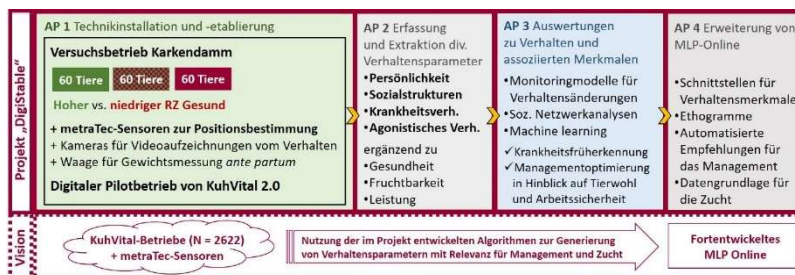 Projekt „DigiStable"
AP 1 Technikinstallation und -etablierung
Versuchsbetrieb Karkendamm
60 Tiere 60 Tiere 60 Tiere
Hoher vs. niedriger RZ Gesund
+ metraTec-Sensoren zur Positionsbestimmung
+ Kameras für Videoaufzeichnungen vom Verhalten
+ Waage für Gewichtsmessung ante partum
Digitaler Pilotbetrieb von KuhVital 2.0
AP 2 Erfassung
und Extraktion div.
Verhaltensparameter
•Persönlichkeit
•Sozialstrukturen
•Krankheitsverh.
•Agonistisches Verh.
ergänzend zu
•Gesundheit
•Fruchtbarkeit
•Leistung
AP 3 Auswertungen
zu Verhalten und
assoziierten Merkmalen
•Monitoringmodelle für
Verhaltensänderungen
•Soz. Netzwerkanalysen
•Machine learning
✓Krankheitsfrüherkennung
✓Managementoptimierung
in Hinblick auf Tierwohl
und Arbeitssicherheit
AP 4 Erweiterung von
MLP-Online
•Schnittstellen für
Verhaltensmerkmale
•Ethogramme
•Automatisierte
Empfehlungen für
das Management
•Datengrundlage für
die Zucht
Vision
KuhVital-Betriebe (N = 2622)
+ metraTec-Sensoren
Nutzung der im Projekt entwickelten Algorithmen zur Generierung
von Verhaltensparametern mit Relevanz für Management und Zucht
Fortentwickeltes
MLP Online